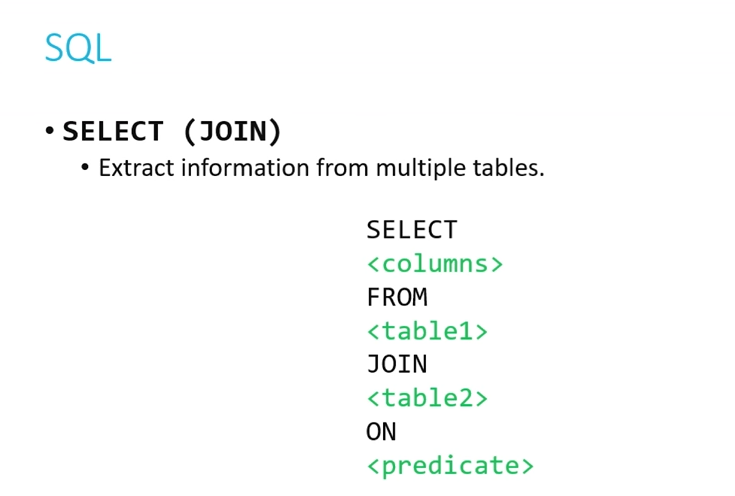 SQL
• SELECT (JOIN)
• Extract information from multiple tables.
SELECT
<columns>
FROM
<table1>
JOIN
<table2>
ON
<predicate>